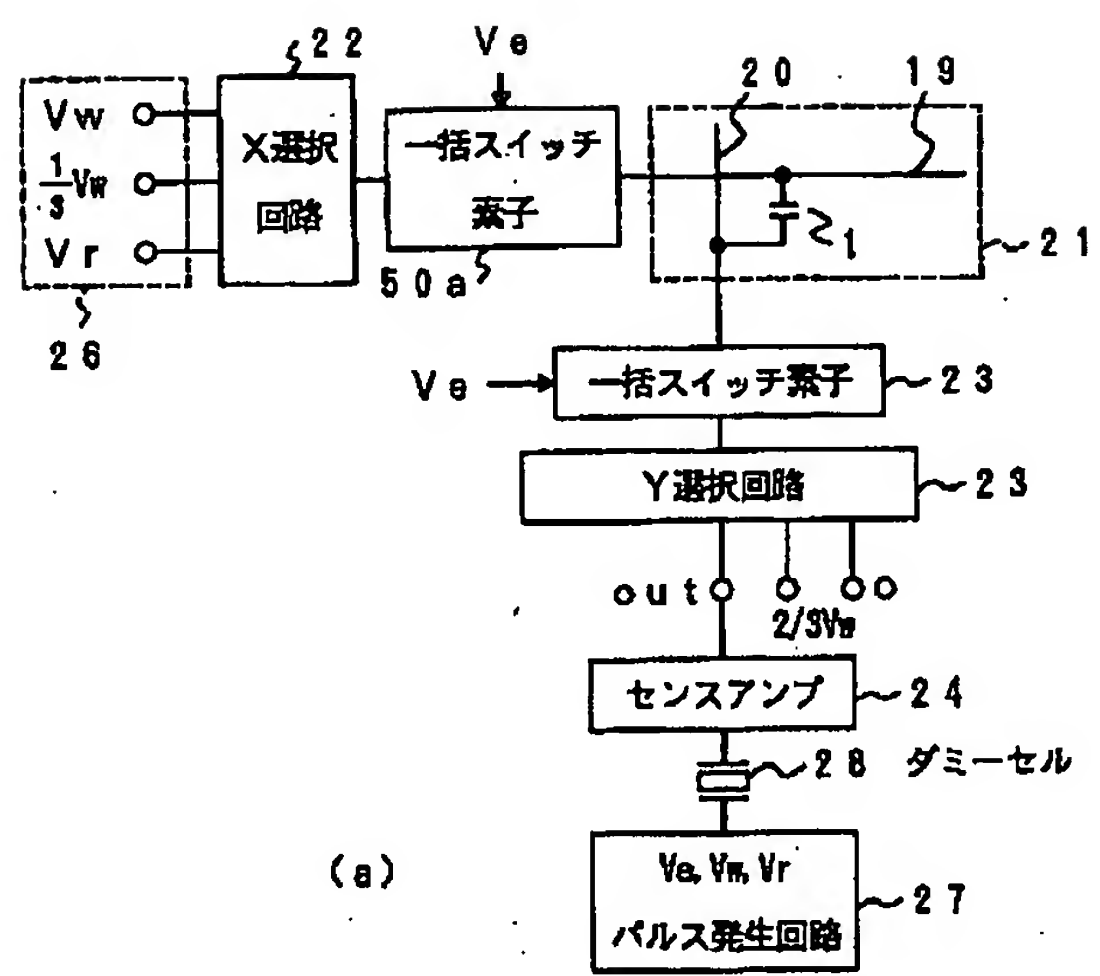 22
Ve
Vw
1/3Vw
Vr
26
X選択
回路
一括スイッチ
素子
50a
20
19
1
21
Ve
一括スイッチ素子
23
Y選択回路
23
out
2/3Vw
0
センスアンプ
24
28 ダミーセル
(a)
Ve,Vw,Vr
パルス発生回路
27